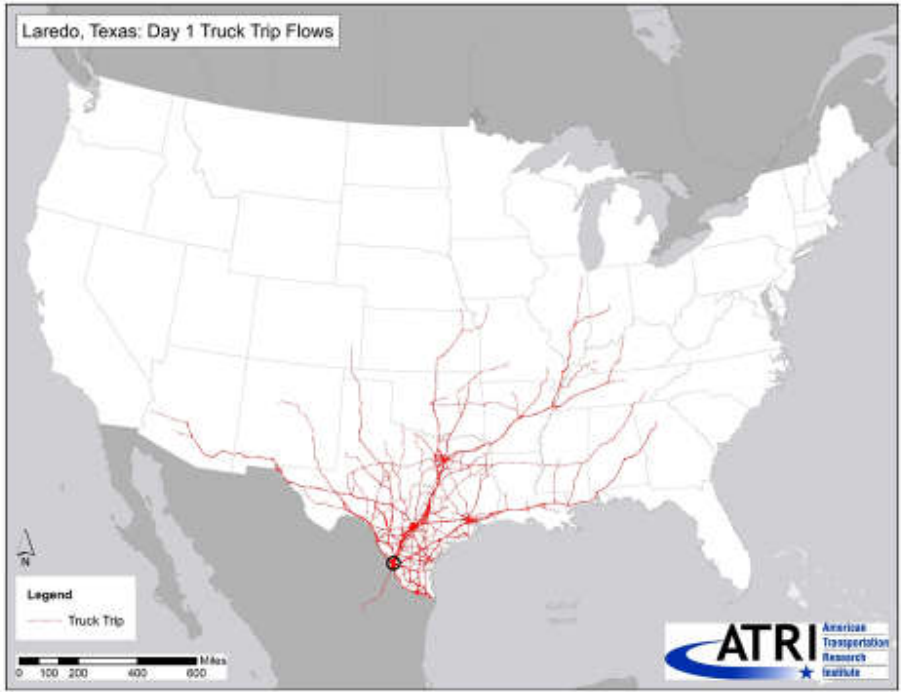 Laredo, Texas: Day 1 Truck Trip Flows
N
Legend
Truck Trip
Miles
0 100 200 400 600
ATRI
American
Transportation
Research
Institute